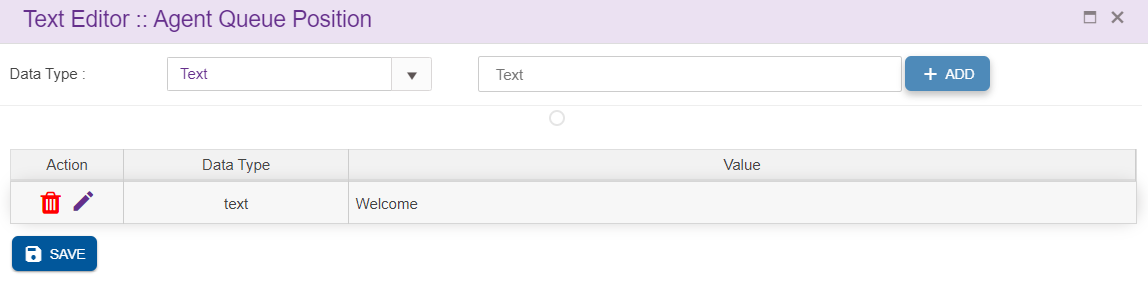 Text Editor :: Agent Queue Position
Data Type : Text Text ADD
Action Data Type Value
text Welcome
SAVE